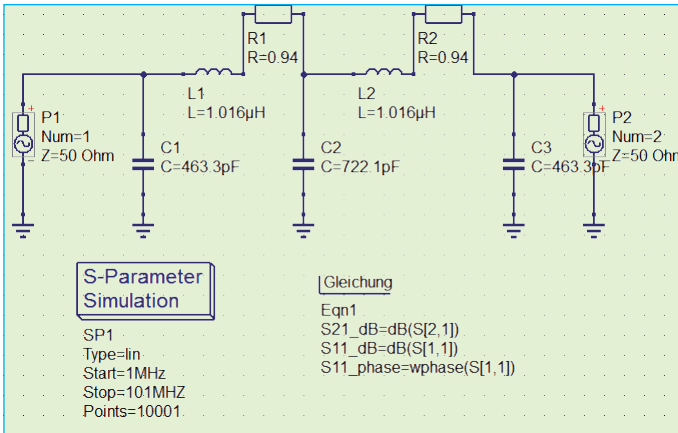 R1
R=0.94
R2
R=0.94
L1
L=1.016µH
L2
L=1.016µH
P1
Num=1
Z=50 Ohm
C1
C=463.3pF
C2
C=722.1pF
C3
C=463.3pF
P2
Num=2
Z=50 Ohm
S-Parameter
Simulation
SP1
Type=lin
Start=1MHz
Stop=101MHZ
Points=10001
Gleichung
Eqn1
S21_dB=dB(S[2,1])
S11_dB=dB(S[1,1])
S11_phase=wphase(S[1,1])